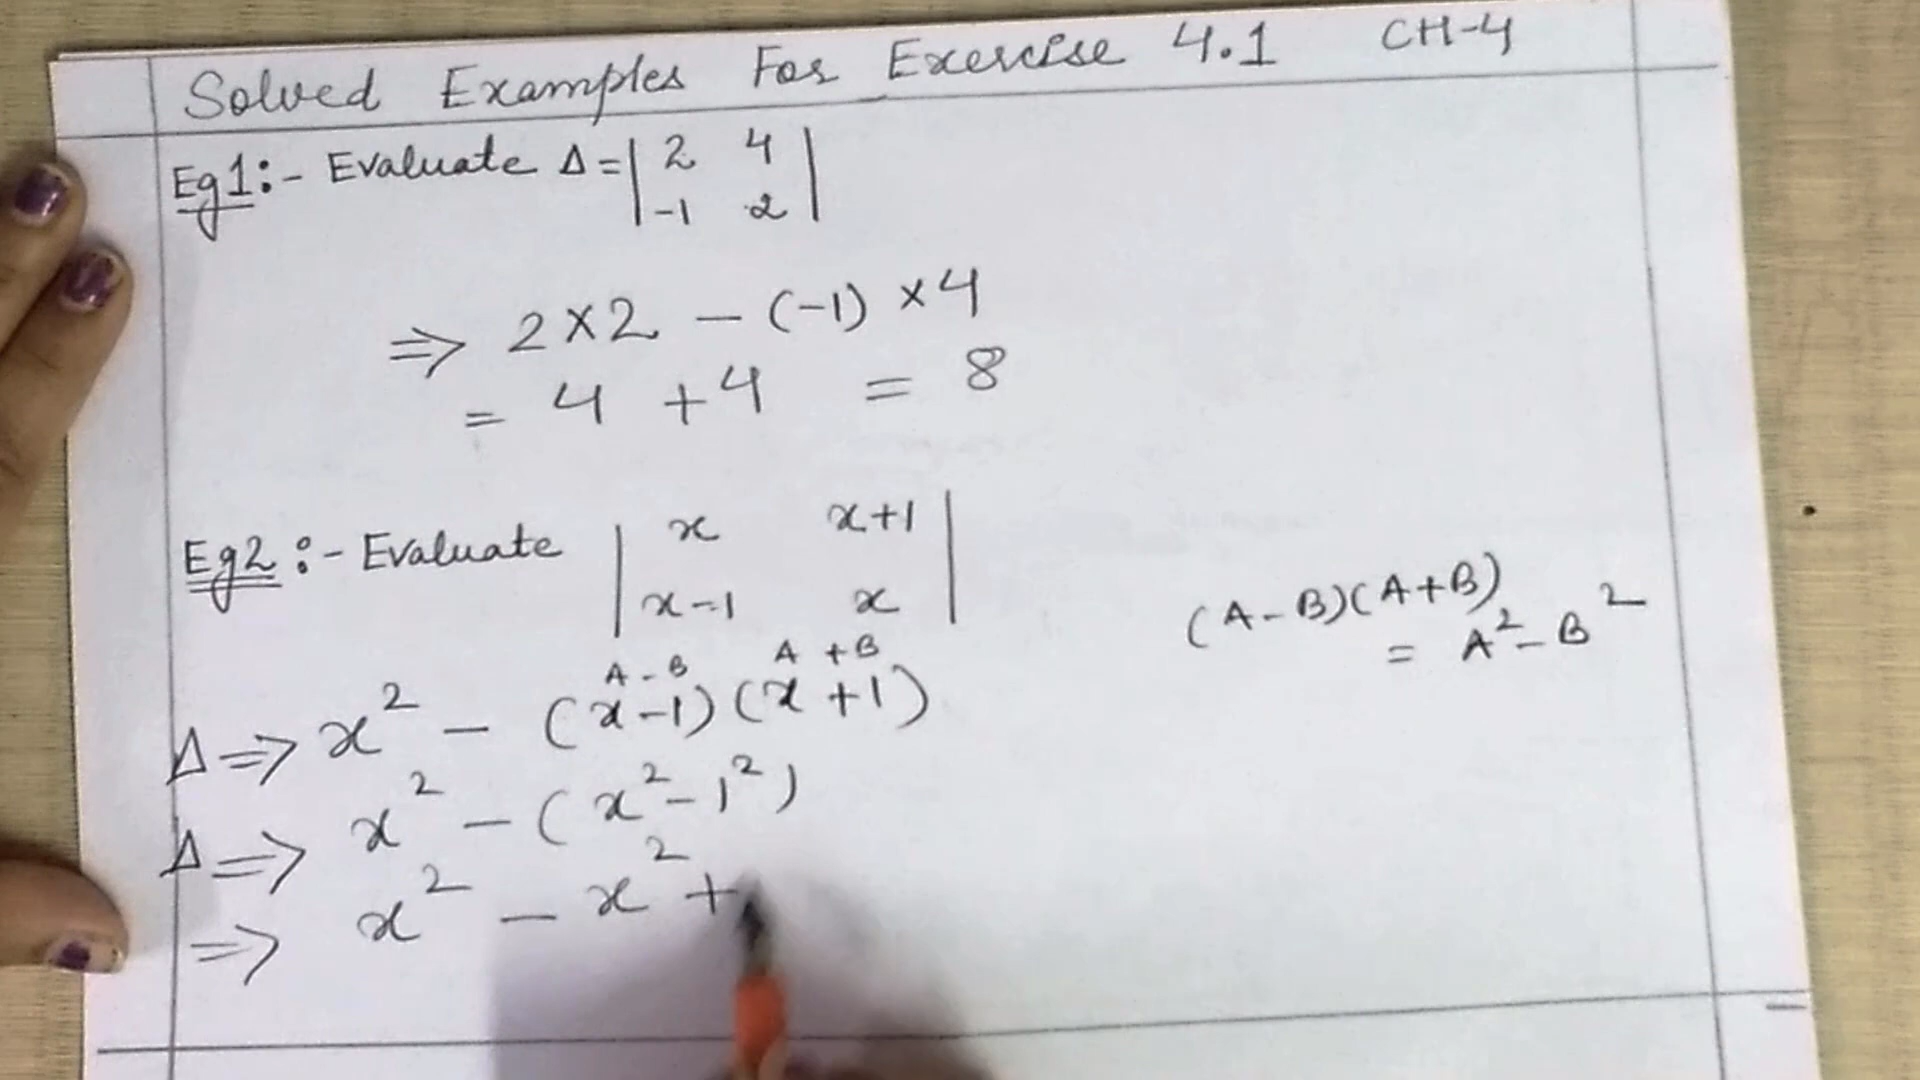 Solved Examples For Exercise 4.1 CH-4
Eg1:- Evaluate Δ = | 2 4 |
| -1 2 |
⇒ 2×2 - (-1) ×4
= 4 +4 = 8
Eg2:- Evaluate | x x+1 |
| x-1 x |
(A-B)(A+B)
= A² - B²
A - B A + B
Δ ⇒ x² - (x-1)(x+1)
Δ ⇒ x² - (x² - 1²)
⇒ x² - x² +